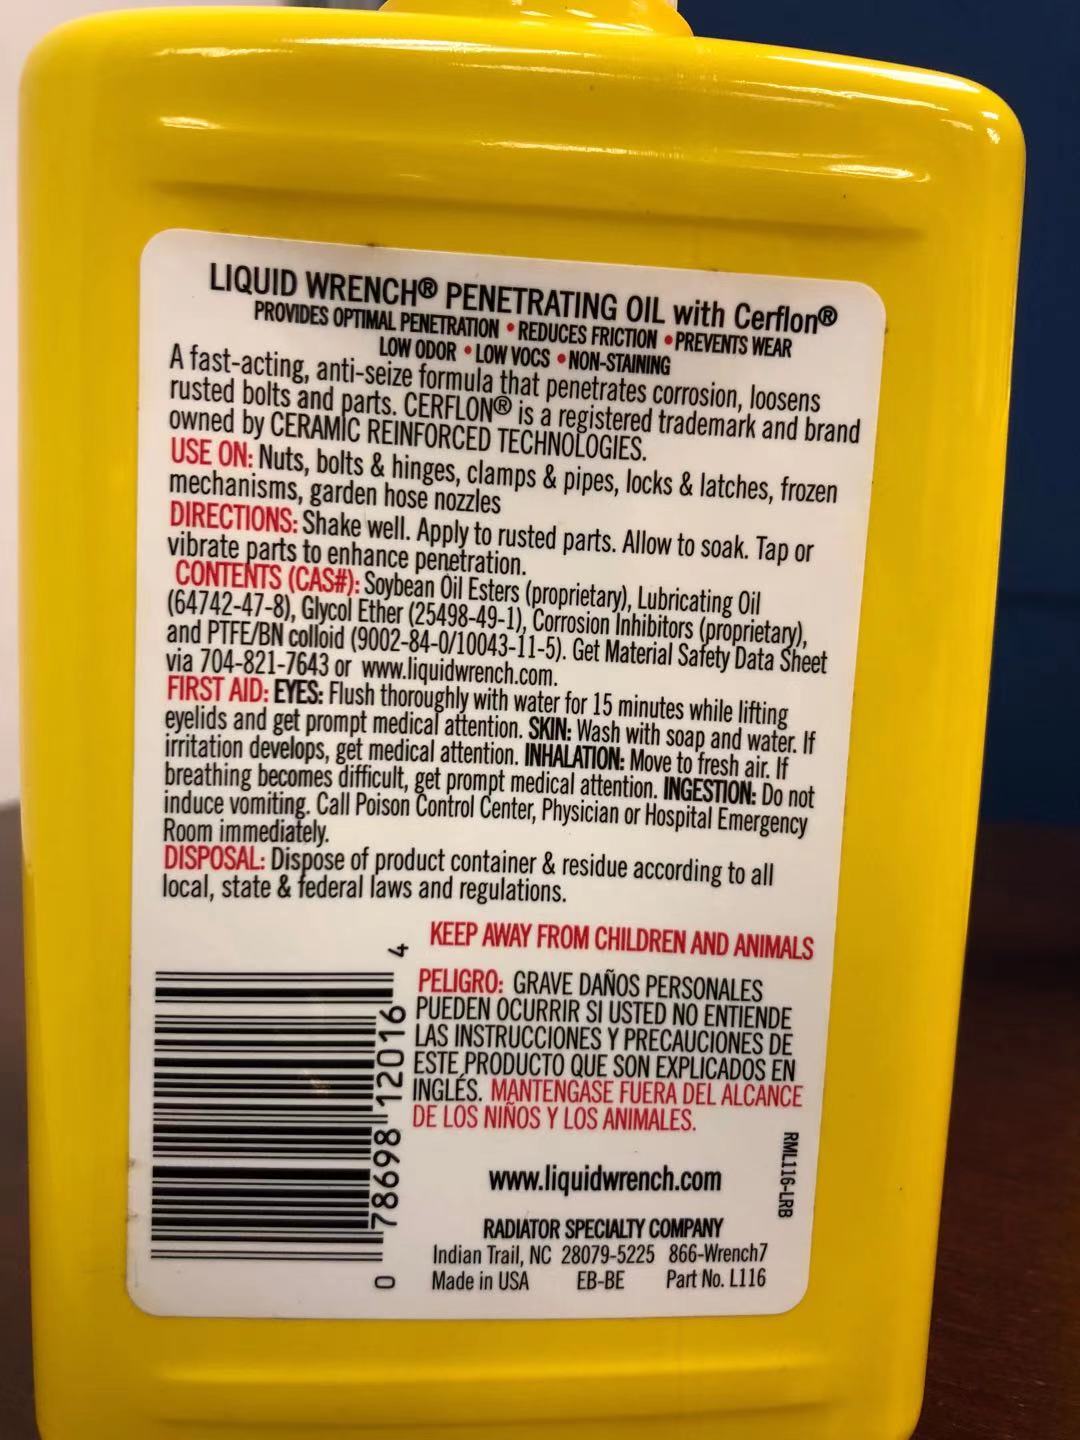 LIQUID WRENCH® PENETRATING OIL with Cerflon®
PROVIDES OPTIMAL PENETRATION • REDUCES FRICTION • PREVENTS WEAR
LOW ODOR • LOW VOCS • NON-STAINING
A fast-acting, anti-seize formula that penetrates corrosion, loosens
rusted bolts and parts. CERFLON® is a registered trademark and brand
owned by CERAMIC REINFORCED TECHNOLOGIES.
USE ON: Nuts, bolts & hinges, clamps & pipes, locks & latches, frozen
mechanisms, garden hose nozzles
DIRECTIONS: Shake well. Apply to rusted parts. Allow to soak. Tap or
vibrate parts to enhance penetration.
CONTENTS (CAS#): Soybean Oil Esters (proprietary), Lubricating Oil
(64742-47-8), Glycol Ether (25498-49-1), Corrosion Inhibitors (proprietary),
and PTFE/BN colloid (9002-84-0/10043-11-5). Get Material Safety Data Sheet
via 704-821-7643 or www.liquidwrench.com.
FIRST AID: EYES: Flush thoroughly with water for 15 minutes while lifting
eyelids and get prompt medical attention. SKIN: Wash with soap and water. If
irritation develops, get medical attention. INHALATION: Move to fresh air. If
breathing becomes difficult, get prompt medical attention. INGESTION: Do not
induce vomiting. Call Poison Control Center, Physician or Hospital Emergency
Room immediately.
DISPOSAL: Dispose of product container & residue according to all
local, state & federal laws and regulations.
KEEP AWAY FROM CHILDREN AND ANIMALS
PELIGRO: GRAVE DAÑOS PERSONALES
PUEDEN OCURRIR SI USTED NO ENTIENDE
LAS INSTRUCCIONES Y PRECAUCIONES DE
ESTE PRODUCTO QUE SON EXPLICADOS EN
INGLÉS. MANTENGASE FUERA DEL ALCANCE
DE LOS NIÑOS Y LOS ANIMALES.
0 78698 12016 4
RML116-LRB
www.liquidwrench.com
RADIATOR SPECIALTY COMPANY
Indian Trail, NC 28079-5225 866-Wrench7
Made in USA EB-BE Part No. L116